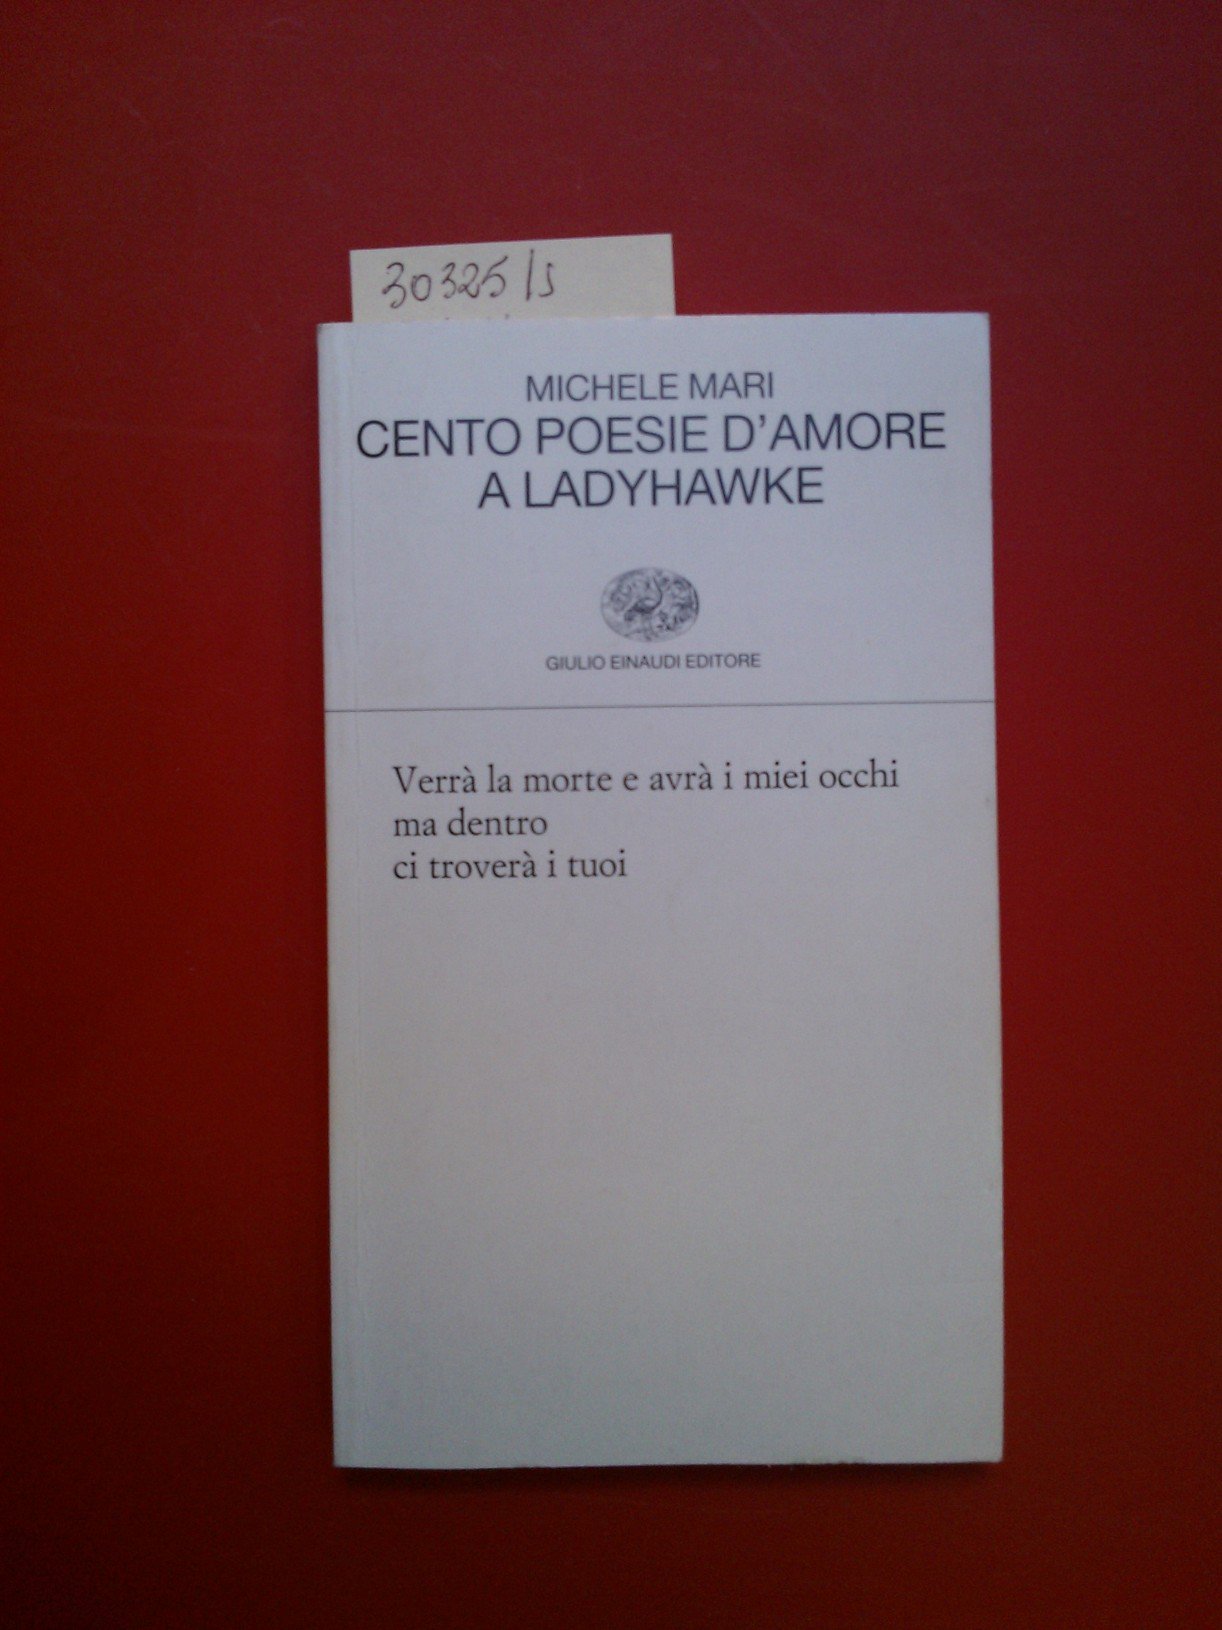 30325/s
MICHELE MARI
CENTO POESIE D'AMORE
A LADYHAWKE
GIULIO EINAUDI EDITORE
Verrà la morte e avrà i miei occhi
ma dentro
ci troverà i tuoi